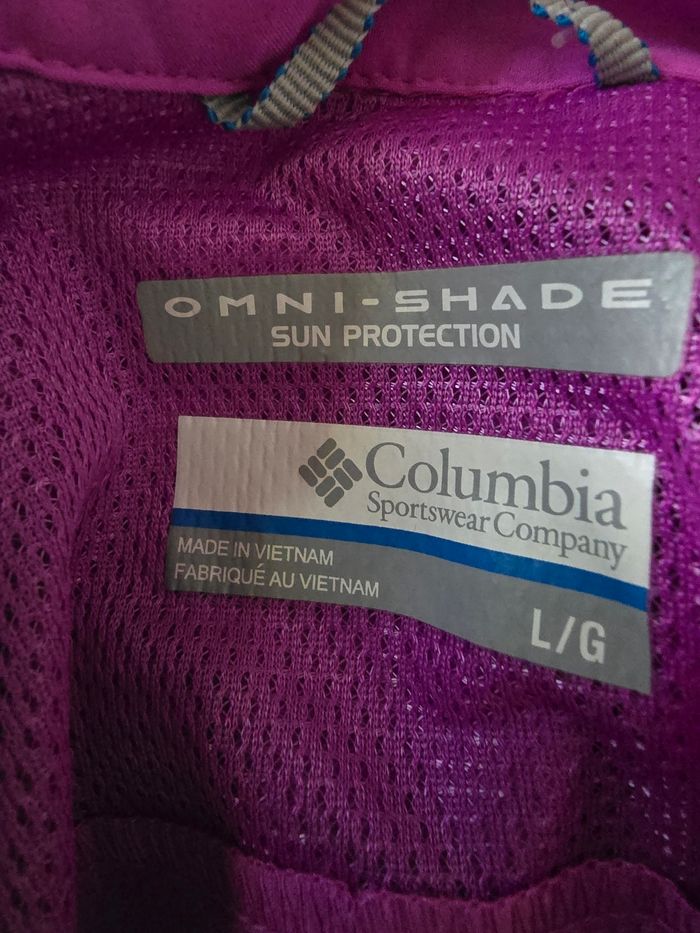 OMNI-SHADE
SUN PROTECTION
Columbia
Sportswear Company
MADE IN VIETNAM
FABRIQUÉ AU VIETNAM
L/G